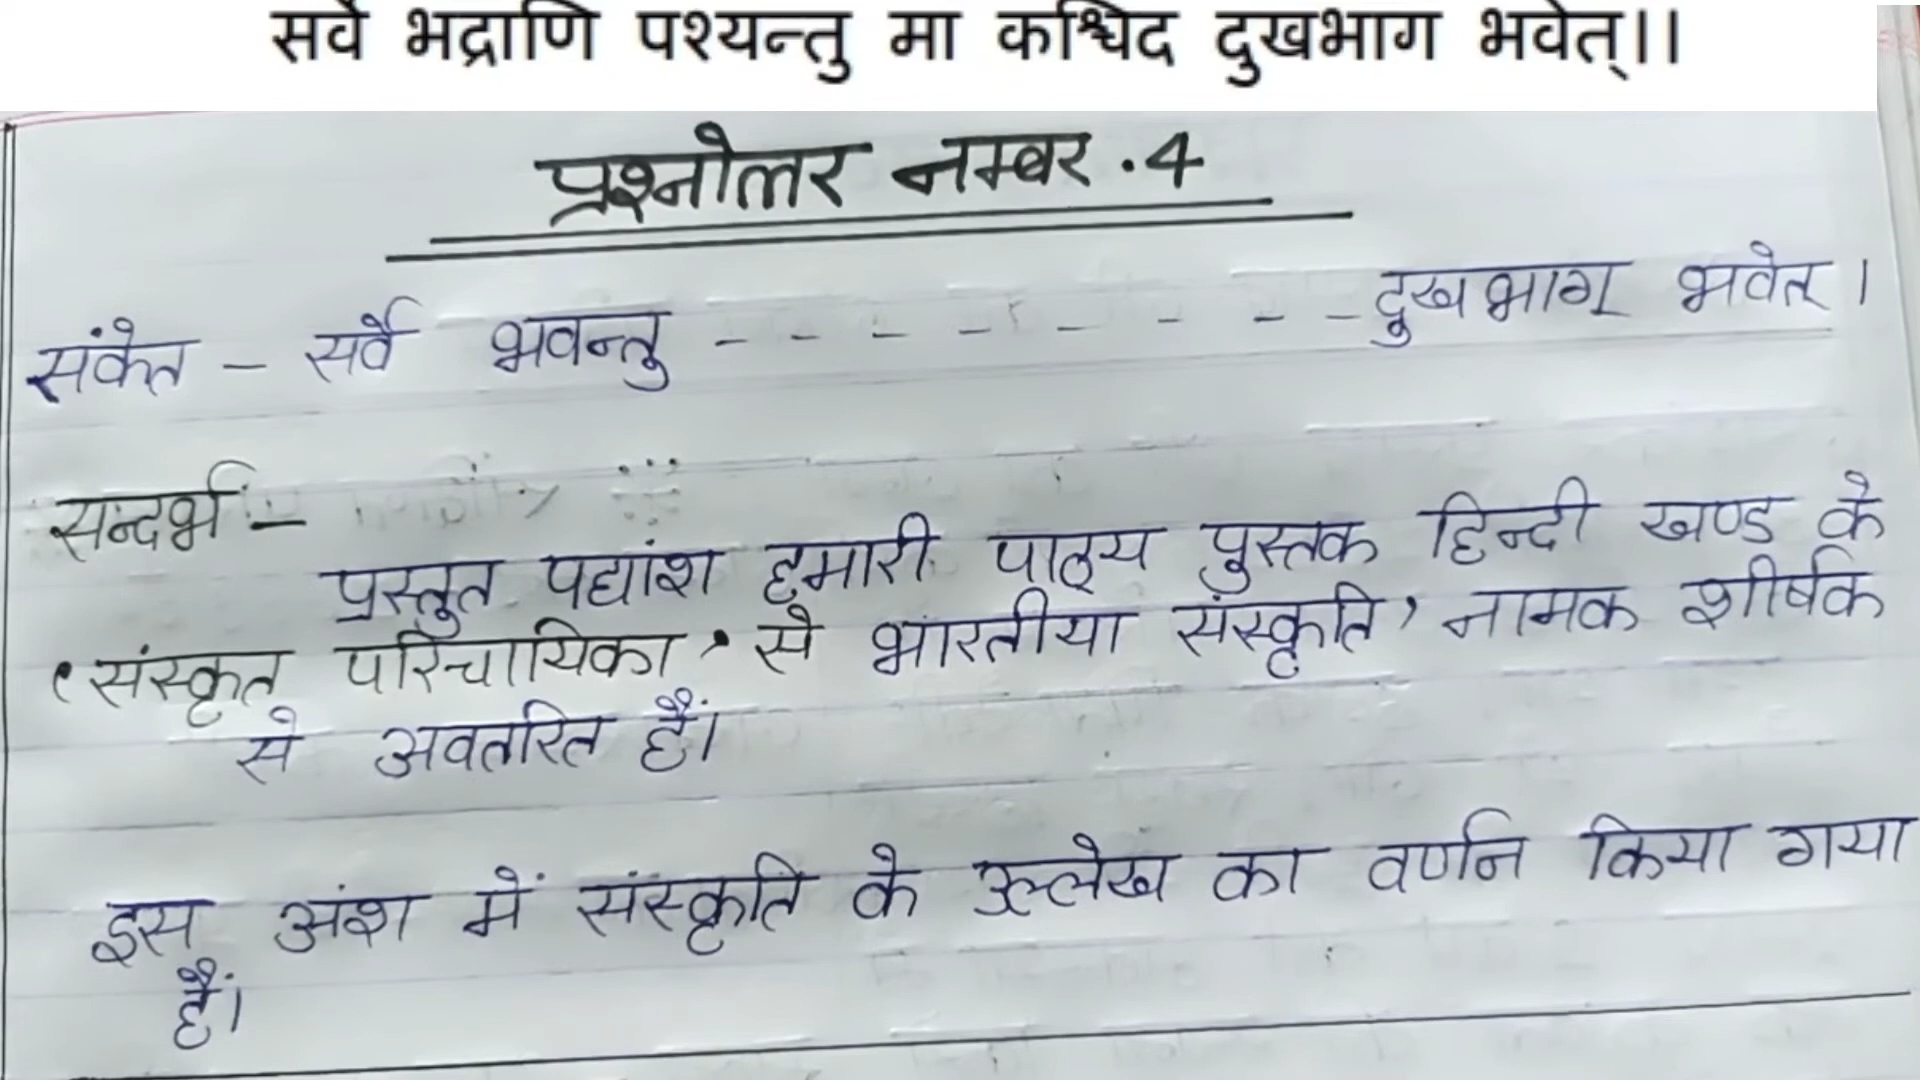 सर्वे भद्राणि पश्यन्तु मा कश्चिद दुखभाग भवेत्।।
प्रश्नोत्तर नम्बर . 4
संकेत - सर्वे भवन्तु - - - - - - - - दुखभाग् भवेत् ।
सन्दर्भ -
प्रस्तुत पद्यांश हमारी पाठ्य पुस्तक हिन्दी खण्ड के
'संस्कृत परिचायिका' से भारतीया संस्कृति' नामक शीर्षक
से अवतरित हैं।
इस अंश में संस्कृति के उल्लेख का वर्णन किया गया
हैं।